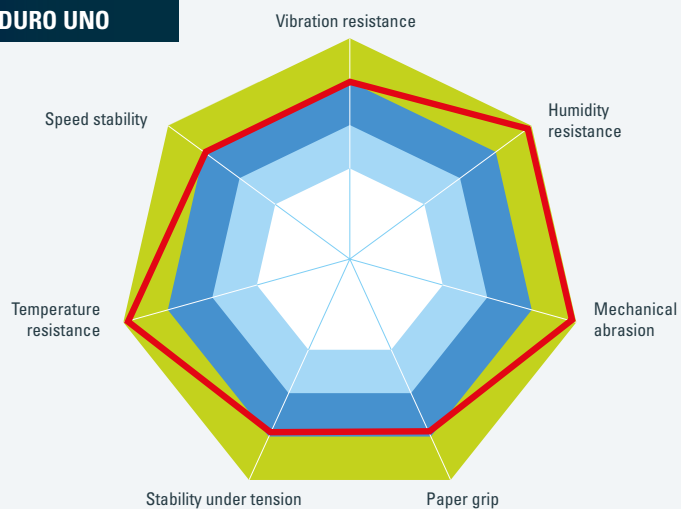 DURO UNO
Vibration resistance
Speed stability
Humidity
resistance
Temperature
resistance
Mechanical
abrasion
Stability under tension
Paper grip